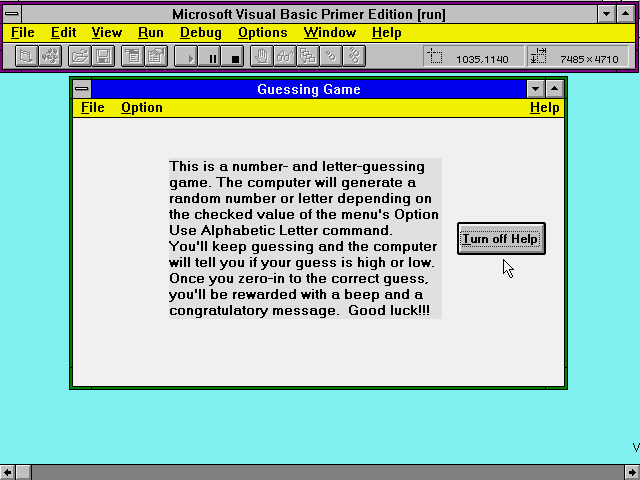 Microsoft Visual Basic Primer Edition [run]
File Edit View Run Debug Options Window Help
1035,1140 7485×4710
Guessing Game
File Option Help
This is a number- and letter-guessing
game. The computer will generate a
random number or letter depending on
the checked value of the menu's Option
Use Alphabetic Letter command.
You'll keep guessing and the computer
will tell you if your guess is high or low.
Once you zero-in to the correct guess,
you'll be rewarded with a beep and a
congratulatory message.  Good luck!!!
Turn off Help
V